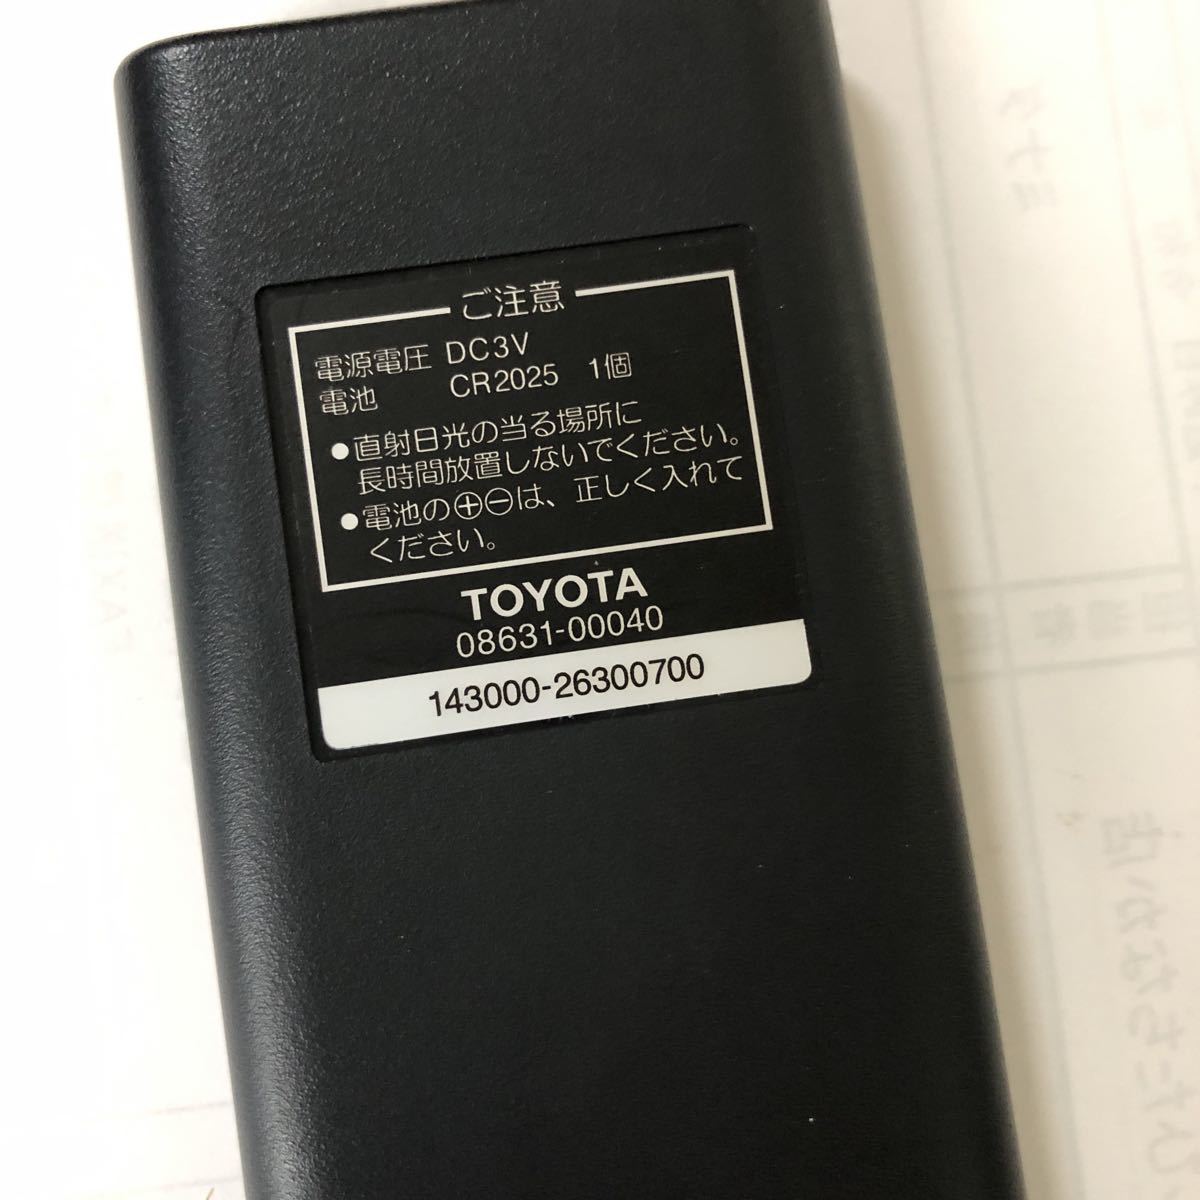 ご注意
電源電圧 DC3V
電池 CR2025 1個
●直射日光の当る場所に
長時間放置しないでください。
●電池の⊕⊖は、正しく入れて
ください。
TOYOTA
08631-00040
143000-26300700